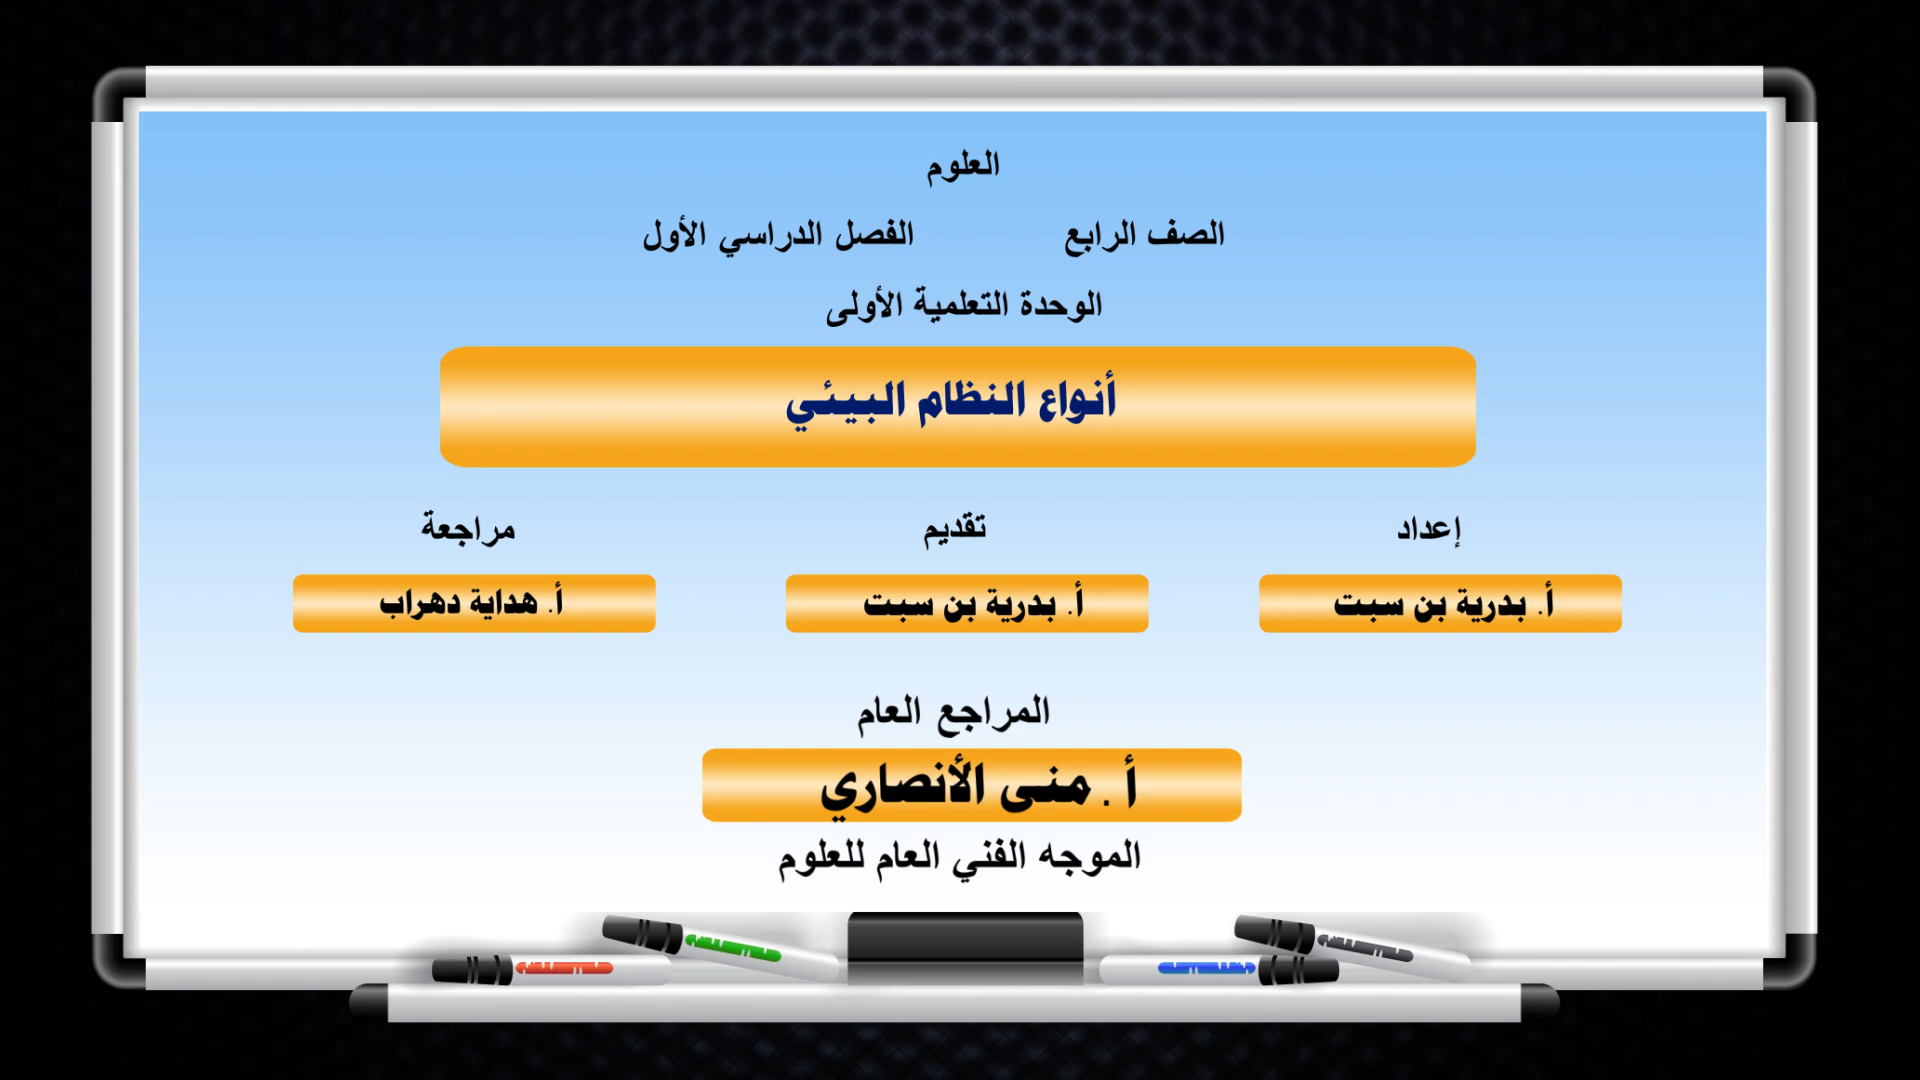 العلوم
الصف الرابع الفصل الدراسي الأول
الوحدة التعلمية الأولى
أنواع النظام البيئي
إعداد تقديم مراجعة
أ. بدرية بن سبت أ. بدرية بن سبت أ. هداية دهراب
المراجع العام
أ . منى الأنصاري
الموجه الفني العام للعلوم